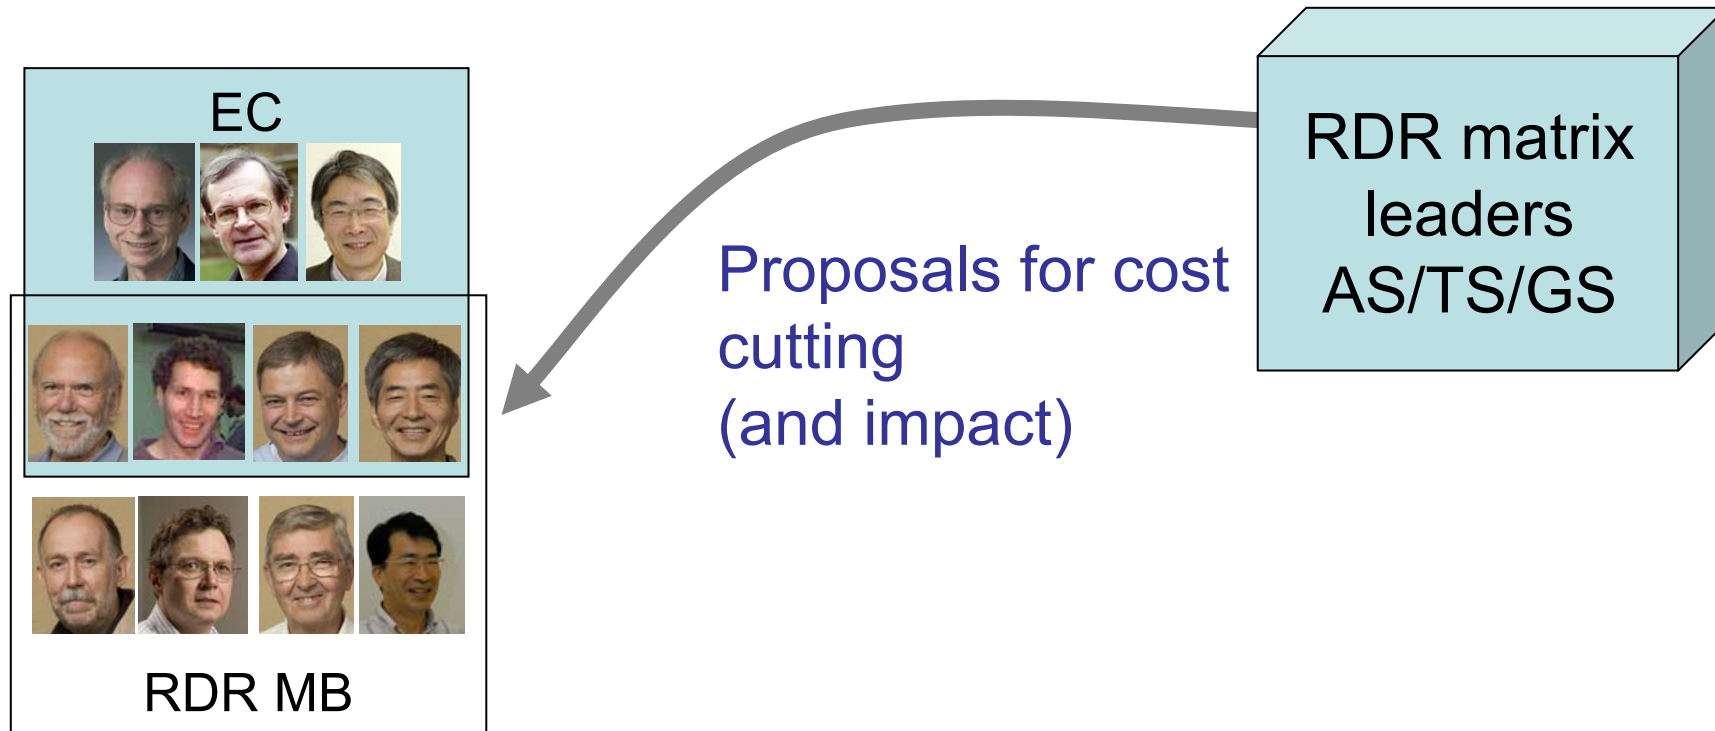 EC
RDR MB
Proposals for cost
cutting
(and impact)
RDR matrix
leaders
AS/TS/GS